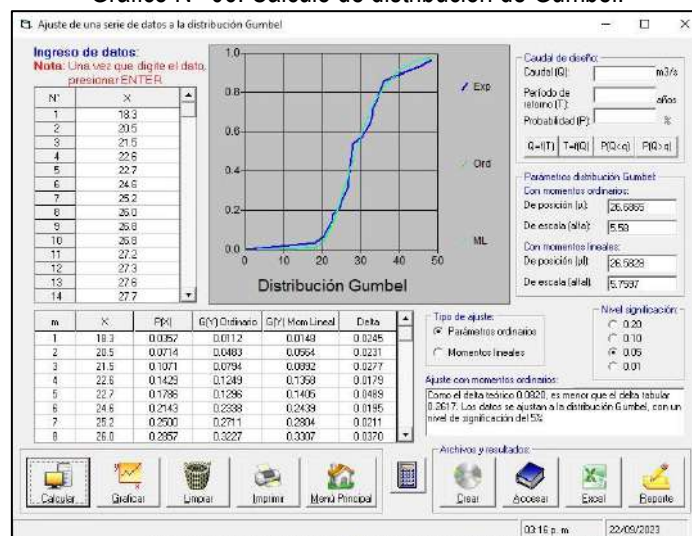 Gráfico N° 06: Cálculo de distribución de Gumbel.
Ajuste de una serie de datos a la distribución Gumbel
Ingreso de datos:
Nota: Una vez que digite el dato, presionar ENTER
N° X
1 18.3
2 20.5
3 21.5
4 22.6
5 22.7
6 24.6
7 25.2
8 26.0
9 26.8
10 26.8
11 27.2
12 27.3
13 27.6
14 27.7
1.0
0.8
0.6
0.4
0.2
0.0
0 10 20 30 40 50
Distribución Gumbel
Exp
Ord
ML
Caudal de diseño:
Caudal (Q): m3/s
Período de retorno (T): años
Probabilidad (P): %
Q=f(T) T=f(Q) P(Q<q) P(Q>q)
Parámetros distribución Gumbel:
Con momentos ordinarios:
De posición (µ): 26.6865
De escala (alfa): 5.59
Con momentos lineales:
De posición (µl): 26.5828
De escala (alfal): 5.7597
m X P(X) G(Y) Ordinario G(Y) Mom Lineal Delta
1 18.3 0.0357 0.0112 0.0149 0.0245
2 20.5 0.0714 0.0483 0.0564 0.0231
3 21.5 0.1071 0.0794 0.0892 0.0277
4 22.6 0.1429 0.1249 0.1358 0.0179
5 22.7 0.1786 0.1296 0.1405 0.0489
6 24.6 0.2143 0.2338 0.2439 0.0195
7 25.2 0.2500 0.2711 0.2804 0.0211
8 26.0 0.2857 0.3227 0.3307 0.0370
Tipo de ajuste:
Parámetros ordinarios
Momentos lineales
Nivel significación:
0.20
0.10
0.05
0.01
Ajuste con momentos ordinarios:
Como el delta teórico 0.0920, es menor que el delta tabular
0.2617. Los datos se ajustan a la distribución Gumbel, con un
nivel de significación del 5%
Calcular Graficar Limpiar Imprimir Menú Principal
Archivos y resultados:
Crear Accesar Excel Reporte
03:16 p. m. 22/09/2023